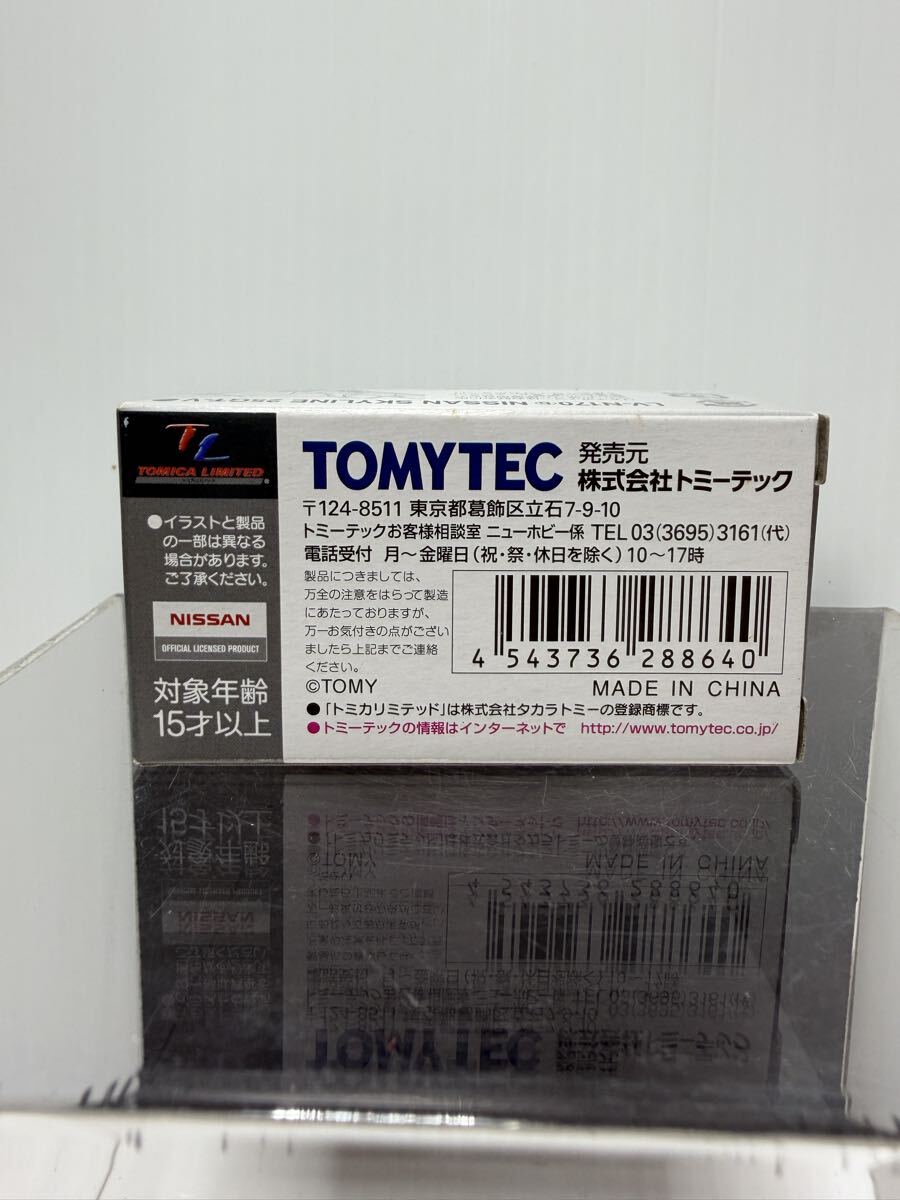 LV-N170 NISSAN SKYLINE 25GT-V
TL
TOMICA LIMITED
●イラストと製品
の一部は異なる
場合があります。
ご了承ください。
NISSAN
OFFICIAL LICENSED PRODUCT
対象年齢
15才以上
TOMYTEC
発売元
株式会社トミーテック
〒124-8511 東京都葛飾区立石7-9-10
トミーテックお客様相談室 ニューホビー係 TEL 03(3695)3161(代)
電話受付 月〜金曜日(祝・祭・休日を除く)10〜17時
製品につきましては、
万全の注意をはらって製造
にあたっておりますが、
万一お気付きの点がござい
ましたら上記までご連絡
ください。
4 543736 288640
©TOMY
MADE IN CHINA
●「トミカリミテッド」は株式会社タカラトミーの登録商標です。
●トミーテックの情報はインターネットで http://www.tomytec.co.jp/